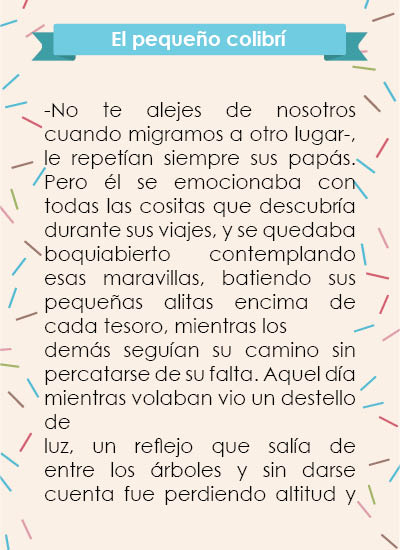 El pequeño colibrí
-No te alejes de nosotros
cuando migramos a otro lugar-,
le repetían siempre sus papás.
Pero él se emocionaba con
todas las cositas que descubría
durante sus viajes, y se quedaba
boquiabierto contemplando
esas maravillas, batiendo sus
pequeñas alitas encima de
cada tesoro, mientras los
demás seguían su camino sin
percatarse de su falta. Aquel día
mientras volaban vio un destello
de
luz, un reflejo que salía de
entre los árboles y sin darse
cuenta fue perdiendo altitud y